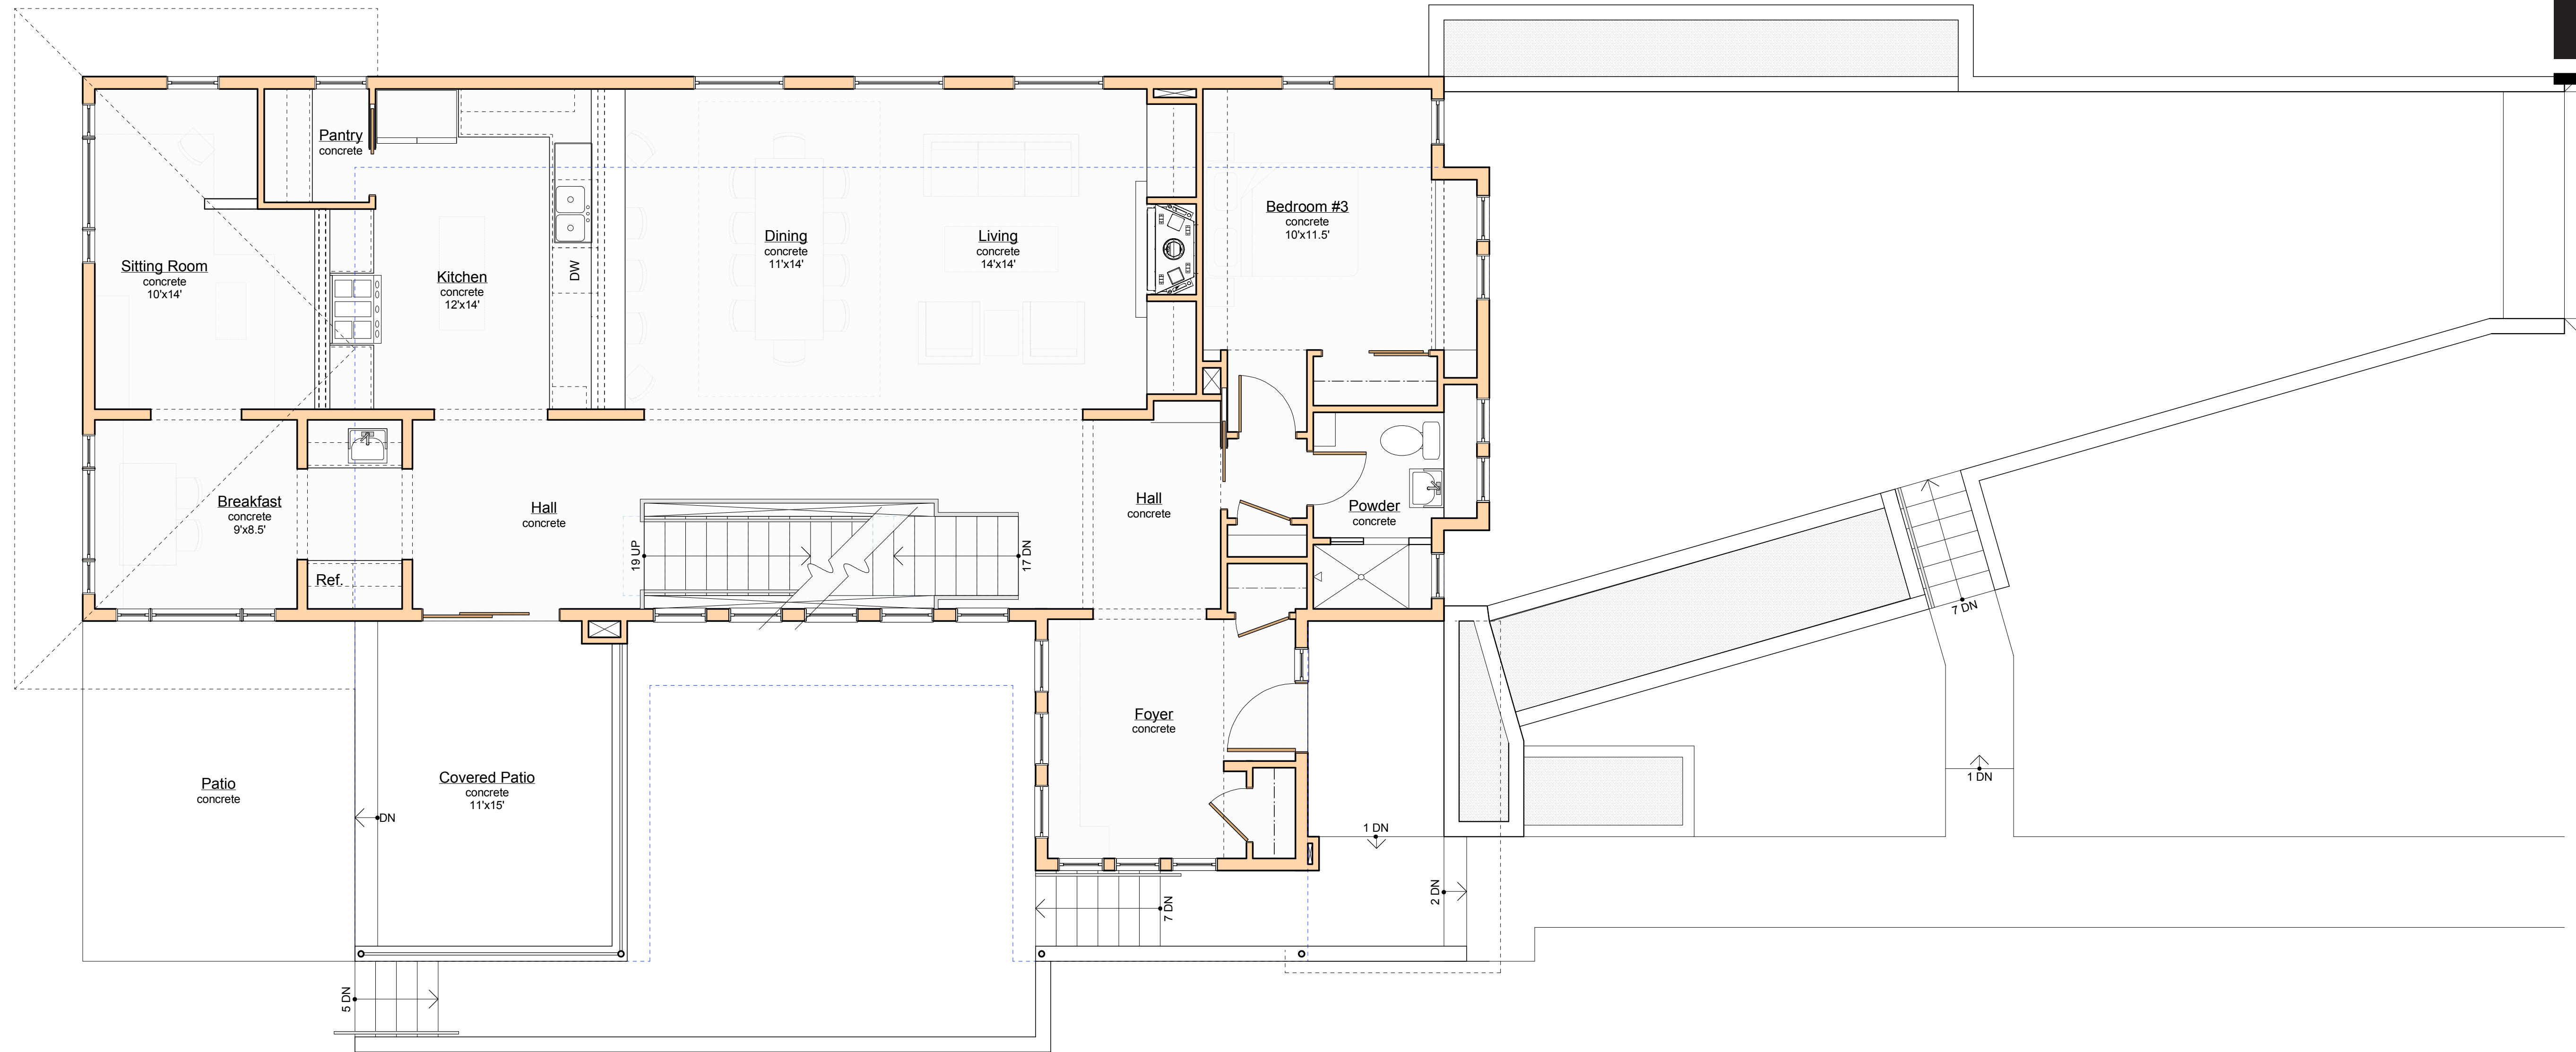 Pantry
concrete
Sitting Room
concrete
10'x14'
Kitchen
concrete
12'x14'
DW
Dining
concrete
11'x14'
Living
concrete
14'x14'
Bedroom #3
concrete
10'x11.5'
Breakfast
concrete
9'x8.5'
Ref.
Hall
concrete
19 UP
17 DN
Hall
concrete
Powder
concrete
Foyer
concrete
Patio
concrete
DN
Covered Patio
concrete
11'x15'
5 DN
7 DN
1 DN
2 DN
7 DN
1 DN